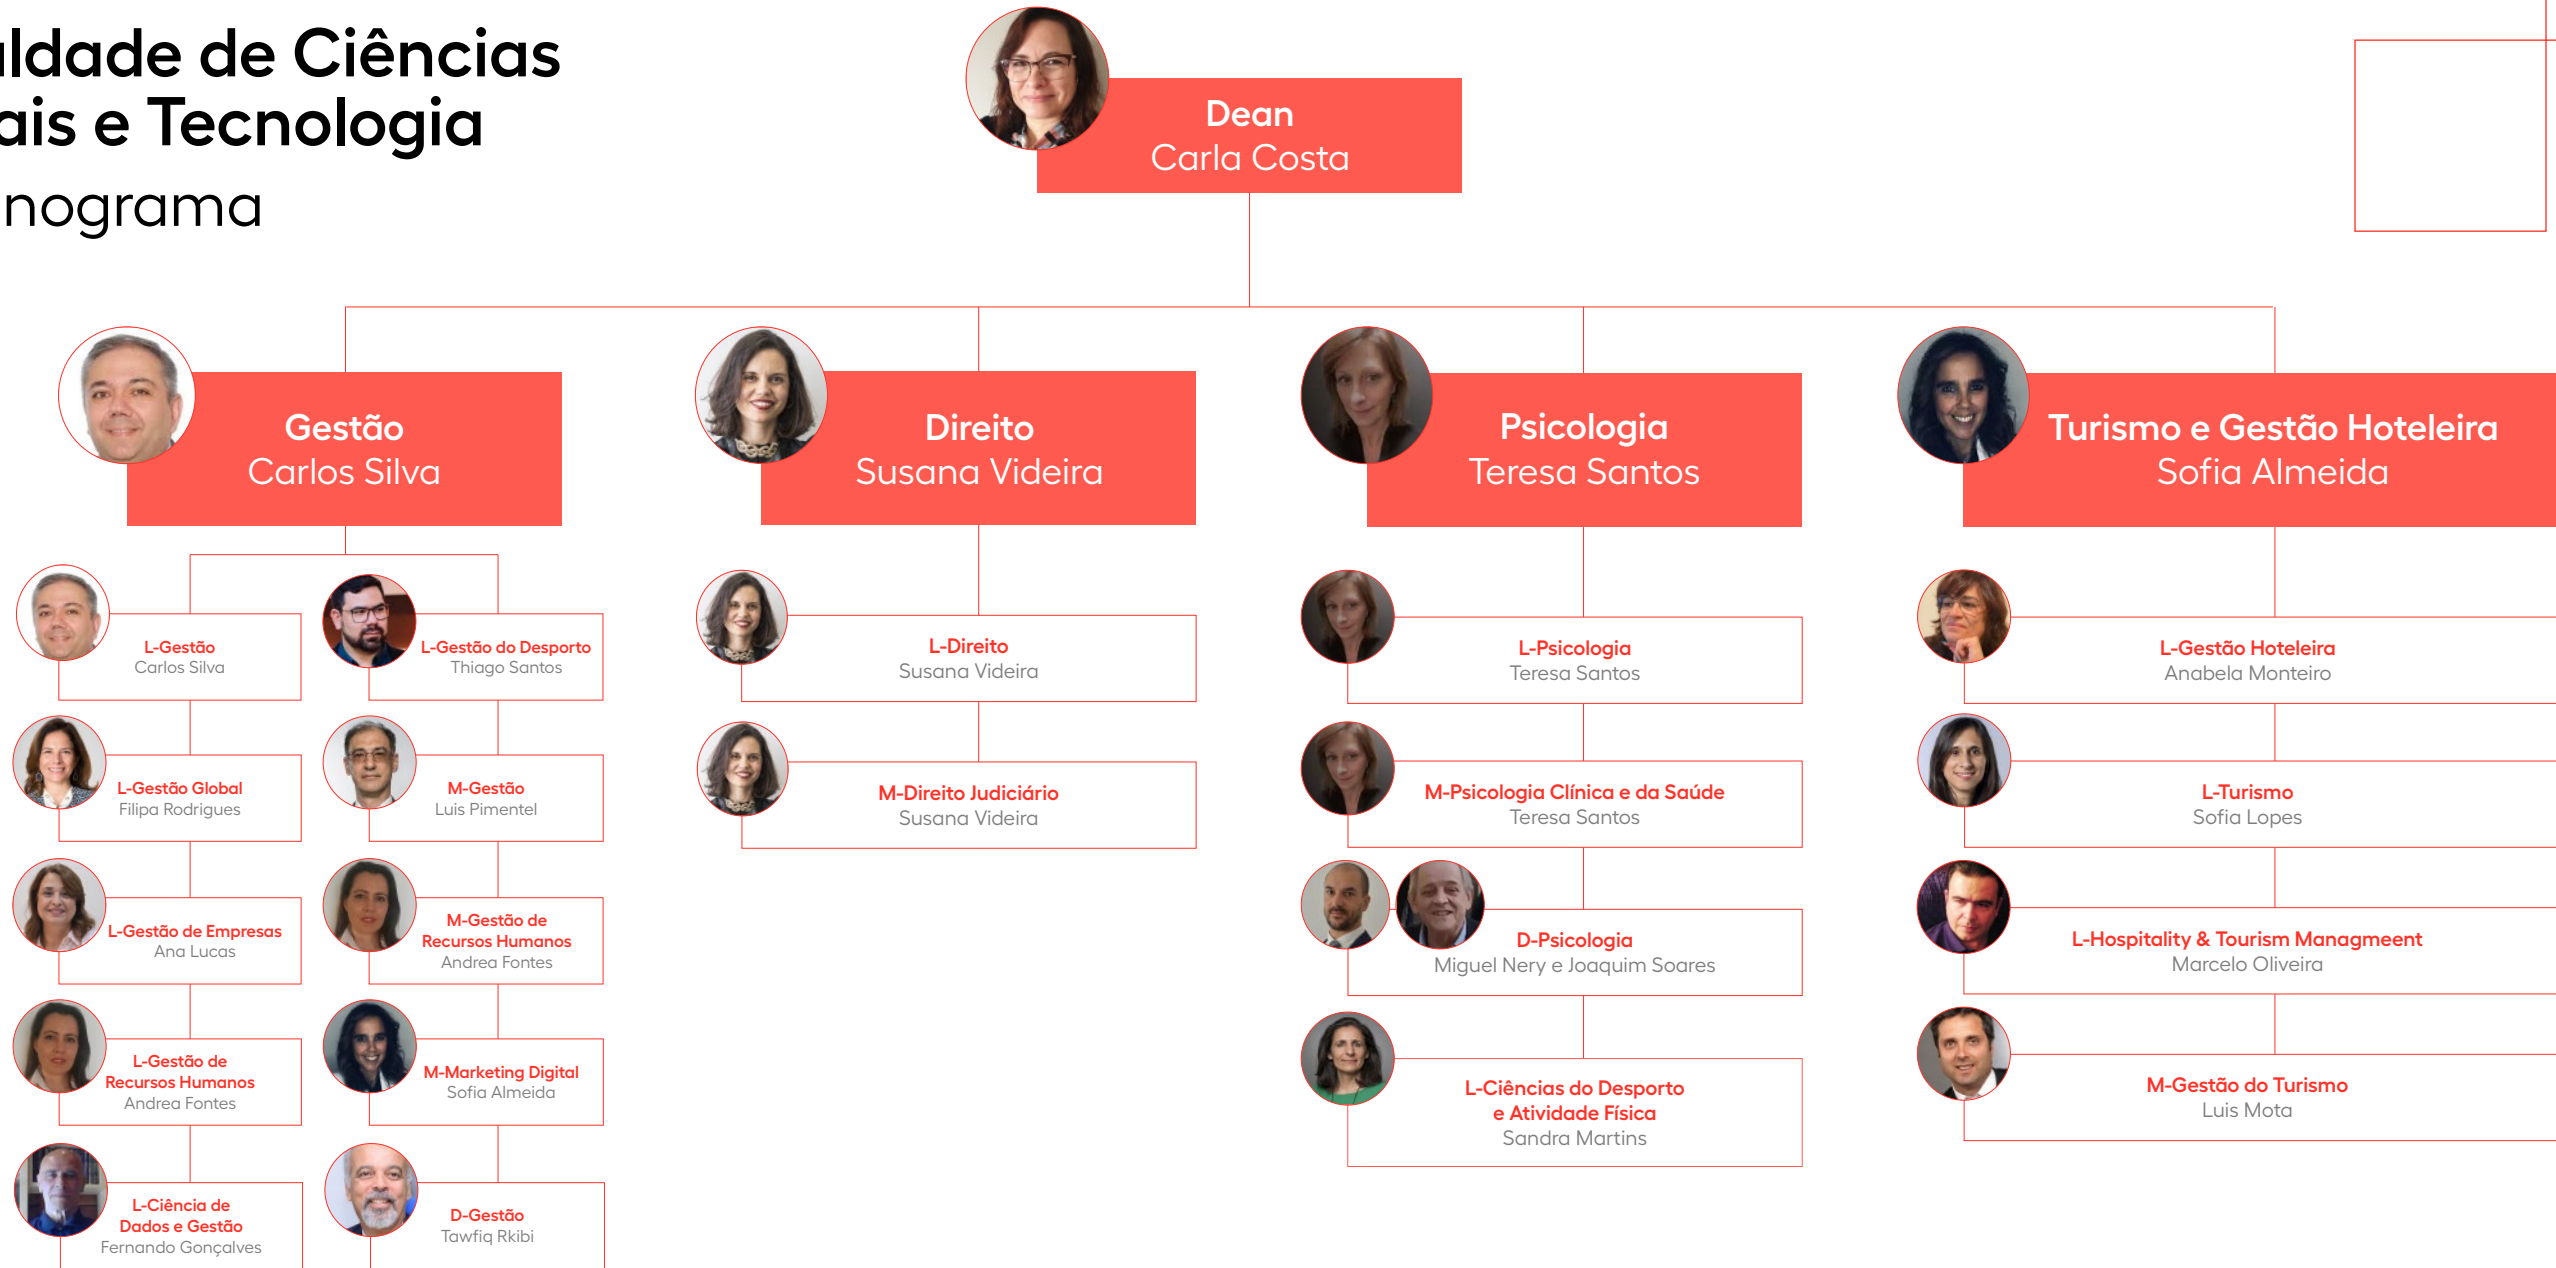 ldade de Ciências
ais e Tecnologia
nograma
Dean
Carla Costa
Gestão
Carlos Silva
Direito
Susana Videira
Psicologia
Teresa Santos
Turismo e Gestão Hoteleira
Sofia Almeida
L-Gestão
Carlos Silva
L-Gestão Global
Filipa Rodrigues
L-Gestão de Empresas
Ana Lucas
L-Gestão de
Recursos Humanos
Andrea Fontes
L-Ciência de
Dados e Gestão
Fernando Gonçalves
L-Gestão do Desporto
Thiago Santos
M-Gestão
Luis Pimentel
M-Gestão de
Recursos Humanos
Andrea Fontes
M-Marketing Digital
Sofia Almeida
D-Gestão
Tawfiq Rkibi
L-Direito
Susana Videira
M-Direito Judiciário
Susana Videira
L-Psicologia
Teresa Santos
M-Psicologia Clínica e da Saúde
Teresa Santos
D-Psicologia
Miguel Nery e Joaquim Soares
L-Ciências do Desporto
e Atividade Física
Sandra Martins
L-Gestão Hoteleira
Anabela Monteiro
L-Turismo
Sofia Lopes
L-Hospitality & Tourism Managmeent
Marcelo Oliveira
M-Gestão do Turismo
Luis Mota